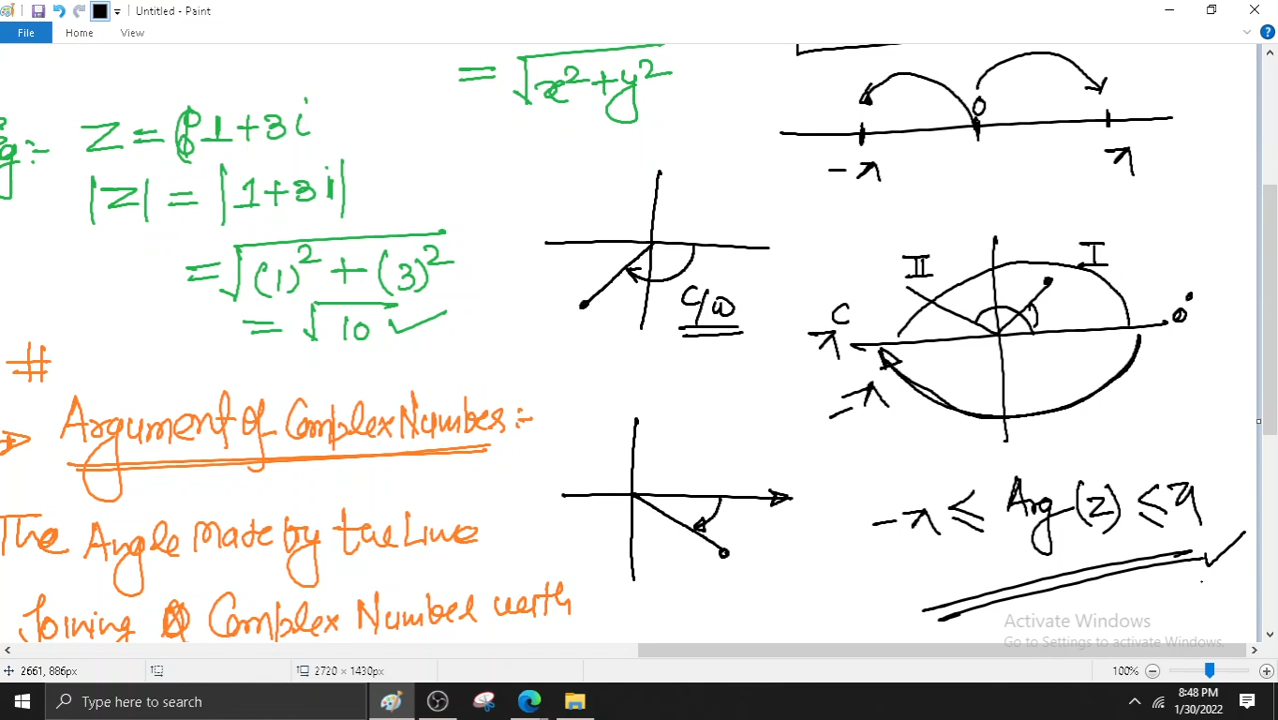 Untitled - Paint
File Home View
= √x²+y²
Z = 1+3i
|Z| = |1+3i|
= √(1)² + (3)²
= √10
#
Argument of Complex Number:-
The Angle Made by the Line
Joining Complex Number with
0
-π π
c/w
II I
π
-π
-π ≤ Arg(z) ≤ π
Activate Windows
Go to Settings to activate Windows.
2661, 886px 2720 × 1430px 100%
Type here to search
8:48 PM
1/30/2022